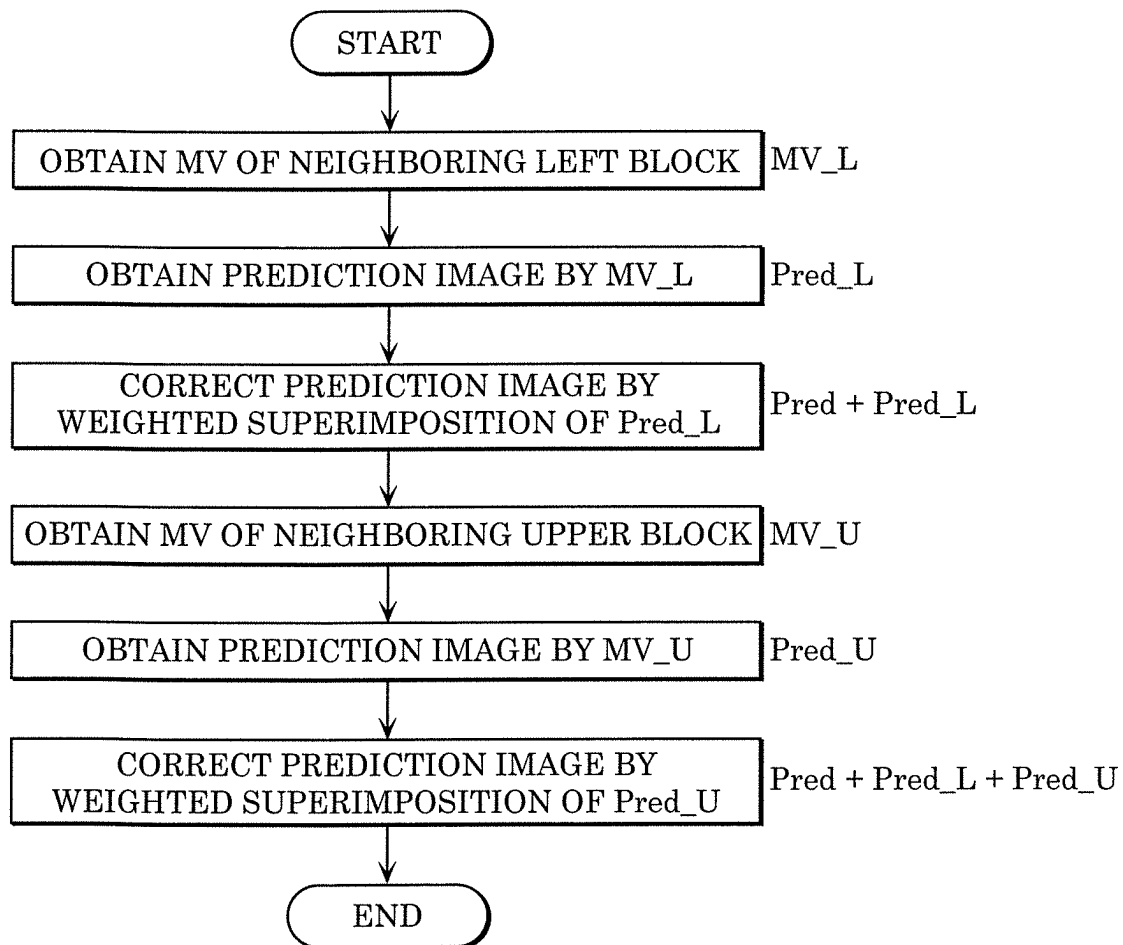 START
OBTAIN MV OF NEIGHBORING LEFT BLOCK
MV_L
OBTAIN PREDICTION IMAGE BY MV_L
Pred_L
CORRECT PREDICTION IMAGE BY
WEIGHTED SUPERIMPOSITION OF Pred_L
Pred + Pred_L
OBTAIN MV OF NEIGHBORING UPPER BLOCK
MV_U
OBTAIN PREDICTION IMAGE BY MV_U
Pred_U
CORRECT PREDICTION IMAGE BY
WEIGHTED SUPERIMPOSITION OF Pred_U
Pred + Pred_L + Pred_U
END